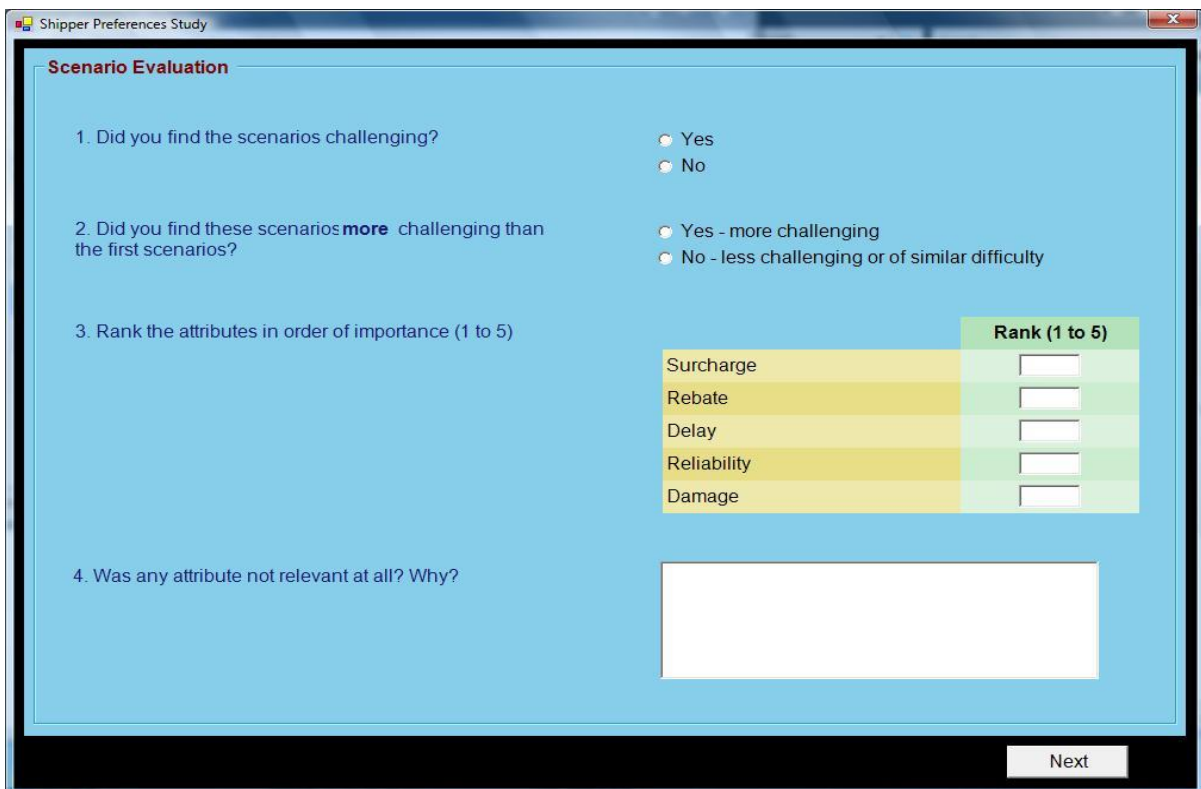 Shipper Preferences Study
Scenario Evaluation
1. Did you find the scenarios challenging?
Yes
No
2. Did you find these scenarios more challenging than
the first scenarios?
Yes - more challenging
No - less challenging or of similar difficulty
3. Rank the attributes in order of importance (1 to 5)
Rank (1 to 5)
Surcharge
Rebate
Delay
Reliability
Damage
4. Was any attribute not relevant at all? Why?
Next